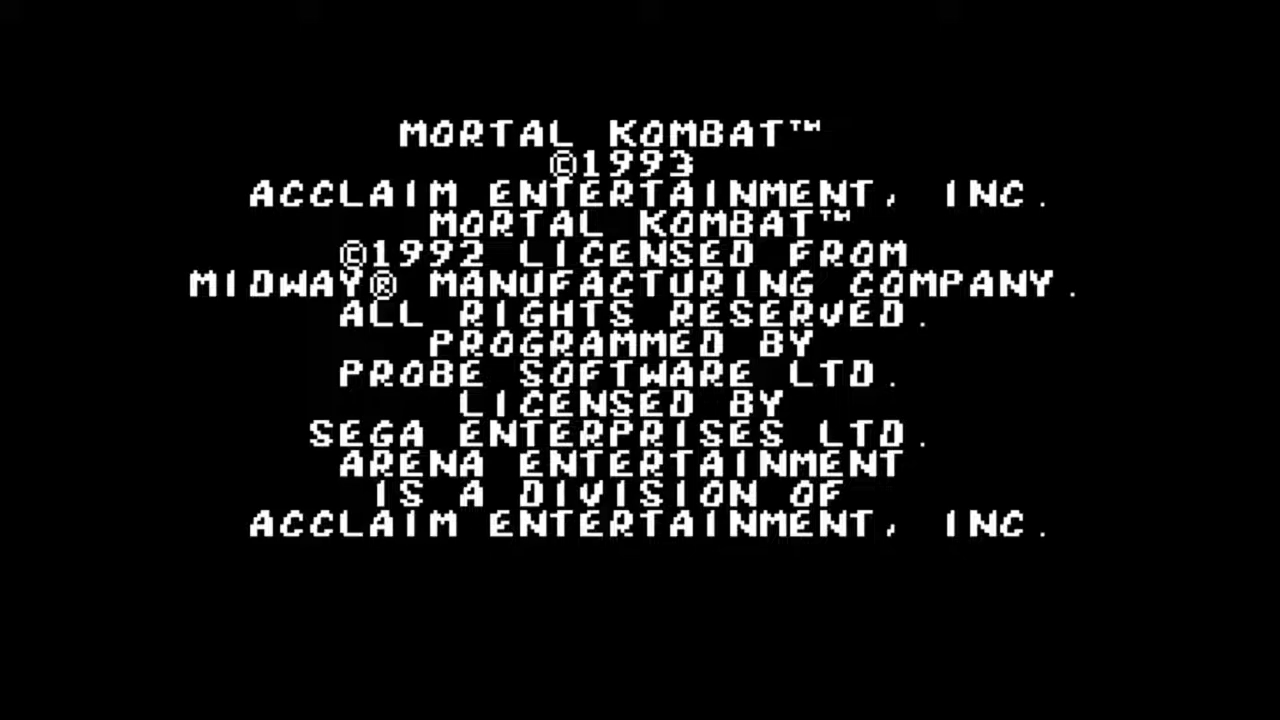 MORTAL KOMBAT™
©1993
ACCLAIM ENTERTAINMENT, INC.
MORTAL KOMBAT™
©1992 LICENSED FROM
MIDWAY® MANUFACTURING COMPANY.
ALL RIGHTS RESERVED.
PROGRAMMED BY
PROBE SOFTWARE LTD.
LICENSED BY
SEGA ENTERPRISES LTD.
ARENA ENTERTAINMENT
IS A DIVISION OF
ACCLAIM ENTERTAINMENT, INC.